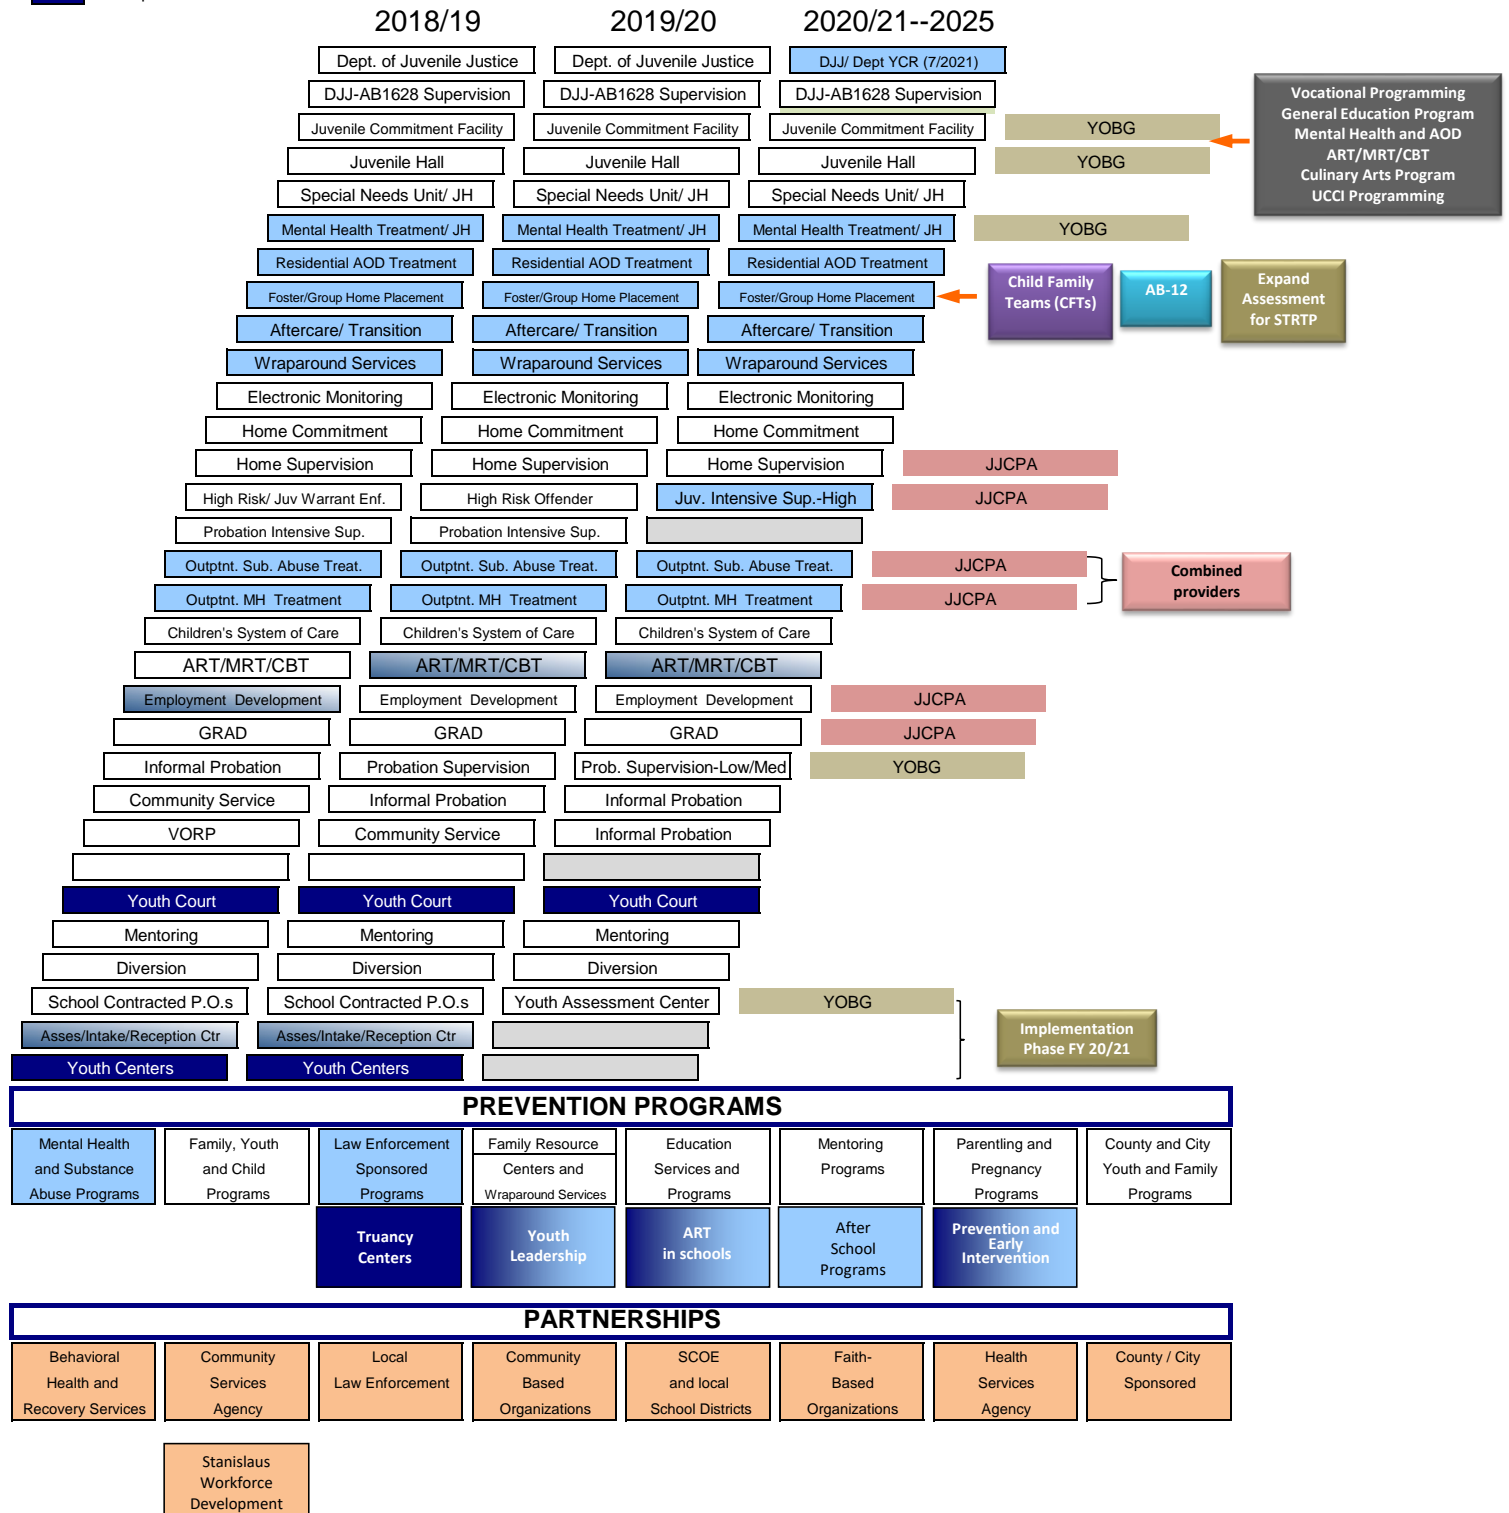 2018/19 2019/20 2020/21--2025
Dept. of Juvenile Justice Dept. of Juvenile Justice DJJ/ Dept YCR (7/2021)
DJJ-AB1628 Supervision DJJ-AB1628 Supervision DJJ-AB1628 Supervision
Juvenile Commitment Facility Juvenile Commitment Facility Juvenile Commitment Facility YOBG
Juvenile Hall Juvenile Hall Juvenile Hall YOBG
Vocational Programming
General Education Program
Mental Health and AOD
ART/MRT/CBT
Culinary Arts Program
UCCI Programming
Special Needs Unit/ JH Special Needs Unit/ JH Special Needs Unit/ JH
Mental Health Treatment/ JH Mental Health Treatment/ JH Mental Health Treatment/ JH YOBG
Residential AOD Treatment Residential AOD Treatment Residential AOD Treatment
Foster/Group Home Placement Foster/Group Home Placement Foster/Group Home Placement
Child Family
Teams (CFTs)
AB-12
Expand
Assessment
for STRTP
Aftercare/ Transition Aftercare/ Transition Aftercare/ Transition
Wraparound Services Wraparound Services Wraparound Services
Electronic Monitoring Electronic Monitoring Electronic Monitoring
Home Commitment Home Commitment Home Commitment
Home Supervision Home Supervision Home Supervision JJCPA
High Risk/ Juv Warrant Enf. High Risk Offender Juv. Intensive Sup.-High JJCPA
Probation Intensive Sup. Probation Intensive Sup.
Outptnt. Sub. Abuse Treat. Outptnt. Sub. Abuse Treat. Outptnt. Sub. Abuse Treat. JJCPA
Outptnt. MH Treatment Outptnt. MH Treatment Outptnt. MH Treatment JJCPA
Combined
providers
Children's System of Care Children's System of Care Children's System of Care
ART/MRT/CBT ART/MRT/CBT ART/MRT/CBT
Employment Development Employment Development Employment Development JJCPA
GRAD GRAD GRAD JJCPA
Informal Probation Probation Supervision Prob. Supervision-Low/Med YOBG
Community Service Informal Probation Informal Probation
VORP Community Service Informal Probation
Youth Court Youth Court Youth Court
Mentoring Mentoring Mentoring
Diversion Diversion Diversion
School Contracted P.O.s School Contracted P.O.s Youth Assessment Center YOBG
Asses/Intake/Reception Ctr Asses/Intake/Reception Ctr
Youth Centers Youth Centers
Implementation
Phase FY 20/21
PREVENTION PROGRAMS
Mental Health
and Substance
Abuse Programs
Family, Youth
and Child
Programs
Law Enforcement
Sponsored
Programs
Family Resource
Centers and
Wraparound Services
Education
Services and
Programs
Mentoring
Programs
Parentling and
Pregnancy
Programs
County and City
Youth and Family
Programs
Truancy
Centers
Youth
Leadership
ART
in schools
After
School
Programs
Prevention and
Early
Intervention
PARTNERSHIPS
Behavioral
Health and
Recovery Services
Community
Services
Agency
Local
Law Enforcement
Community
Based
Organizations
SCOE
and local
School Districts
Faith-
Based
Organizations
Health
Services
Agency
County / City
Sponsored
Stanislaus
Workforce
Development